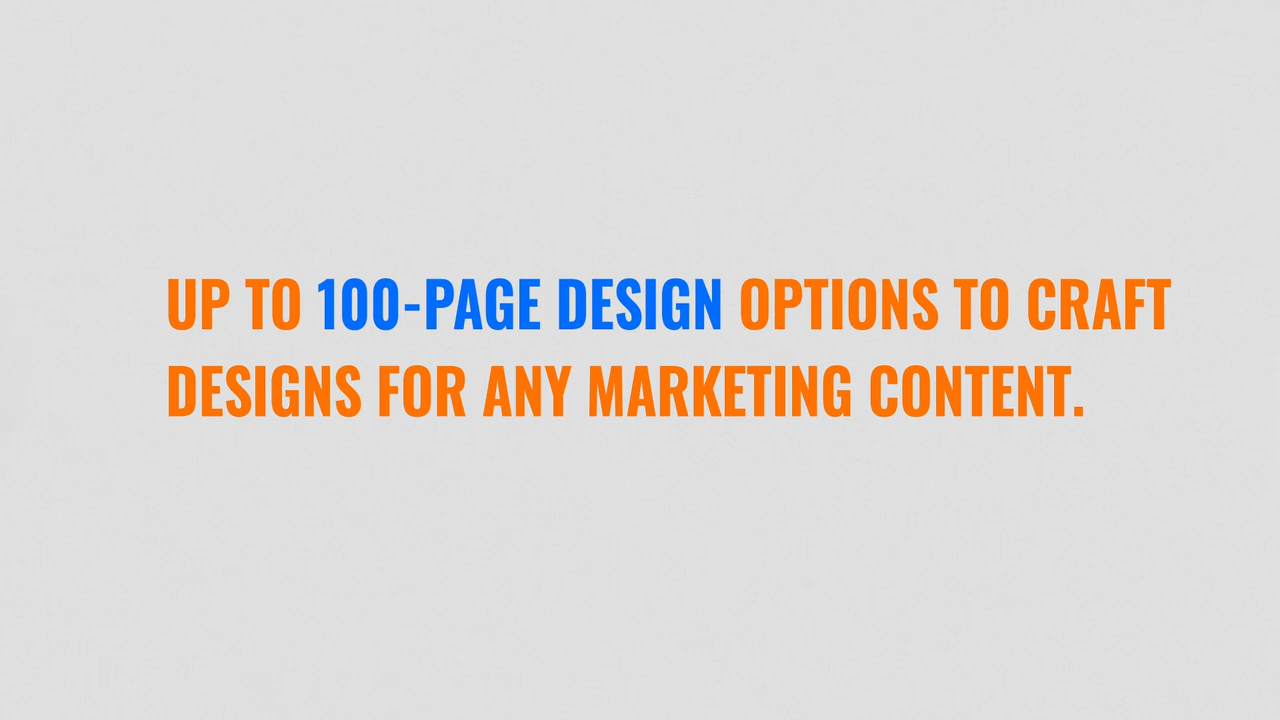 UP TO 100-PAGE DESIGN OPTIONS TO CRAFT
DESIGNS FOR ANY MARKETING CONTENT.